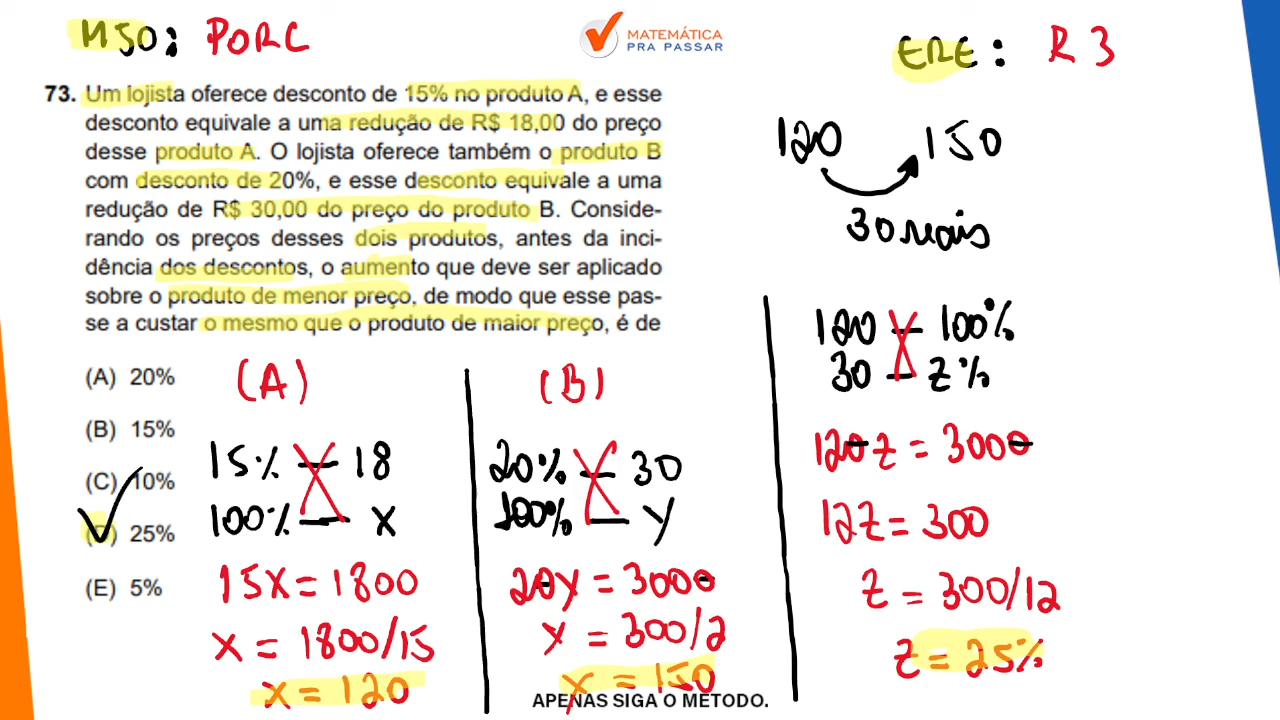 MSO: PORC
MATEMÁTICA
PRA PASSAR
ERE: R3
73. Um lojista oferece desconto de 15% no produto A, e esse
desconto equivale a uma redução de R$ 18,00 do preço
desse produto A. O lojista oferece também o produto B
com desconto de 20%, e esse desconto equivale a uma
redução de R$ 30,00 do preço do produto B. Conside-
rando os preços desses dois produtos, antes da inci-
dência dos descontos, o aumento que deve ser aplicado
sobre o produto de menor preço, de modo que esse pas-
se a custar o mesmo que o produto de maior preço, é de
(A) 20%
(B) 15%
(C) 10%
(D) 25%
(E) 5%
(A)
15% — 18
100% — x
15x = 1800
x = 1800/15
x = 120
(B)
20% — 30
100% — y
20y = 3000
y = 300/2
x = 150
120 150
30 reais
120 — 100%
30 — z%
120z = 3000
12z = 300
z = 300/12
z = 25%
APENAS SIGA O METODO.